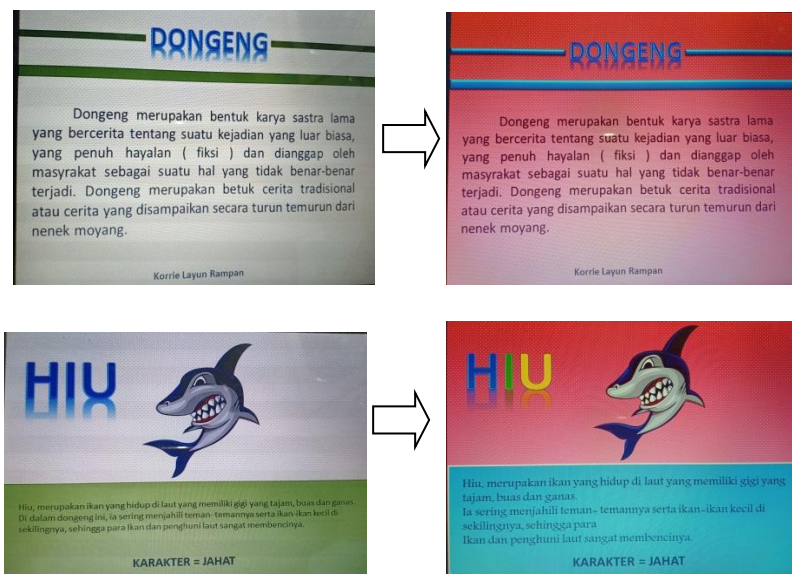 DONGENG
Dongeng merupakan bentuk karya sastra lama
yang bercerita tentang suatu kejadian yang luar biasa,
yang penuh hayalan ( fiksi ) dan dianggap oleh
masyrakat sebagai suatu hal yang tidak benar-benar
terjadi. Dongeng merupakan betuk cerita tradisional
atau cerita yang disampaikan secara turun temurun dari
nenek moyang.
Korrie Layun Rampan
DONGENG
Dongeng merupakan bentuk karya sastra lama
yang bercerita tentang suatu kejadian yang luar biasa,
yang penuh hayalan ( fiksi ) dan dianggap oleh
masyrakat sebagai suatu hal yang tidak benar-benar
terjadi. Dongeng merupakan betuk cerita tradisional
atau cerita yang disampaikan secara turun temurun dari
nenek moyang.
Korrie Layun Rampan
HIU
Hiu, merupakan ikan yang hidup di laut yang memiliki gigi yang tajam, buas dan ganas.
Di dalam dongeng ini, ia sering menjahili teman- temannya serta ikan-ikan kecil di
sekilingnya, sehingga para Ikan dan penghuni laut sangat membencinya.
KARAKTER = JAHAT
HIU
Hiu, merupakan ikan yang hidup di laut yang memiliki gigi yang
tajam, buas dan ganas.
Ia sering menjahili teman- temannya serta ikan-ikan kecil di
sekilingnya, sehingga para
Ikan dan penghuni laut sangat membencinya.
KARAKTER = JAHAT